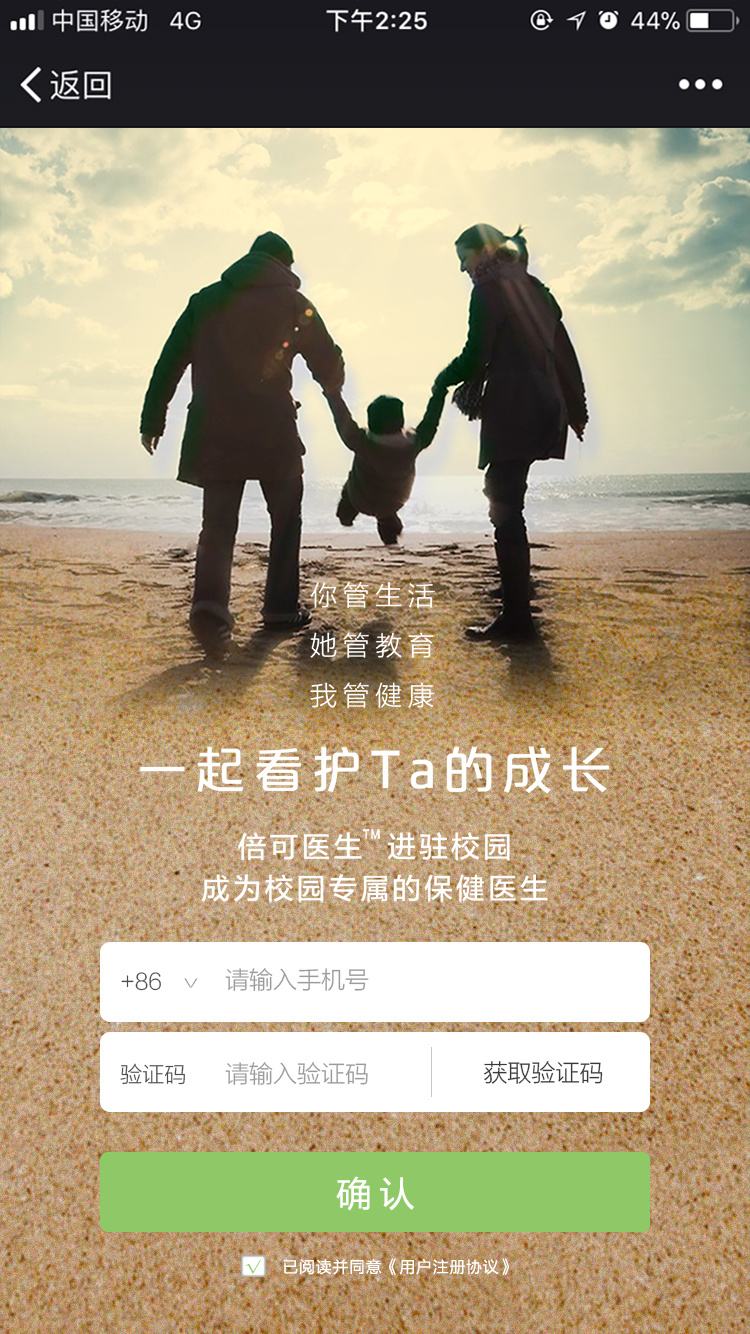 中国移动 4G 下午2:25 44%
返回
你管生活
她管教育
我管健康
一起看护Ta的成长
倍可医生™进驻校园
成为校园专属的保健医生
+86 请输入手机号
验证码 请输入验证码 获取验证码
确认
已阅读并同意《用户注册协议》